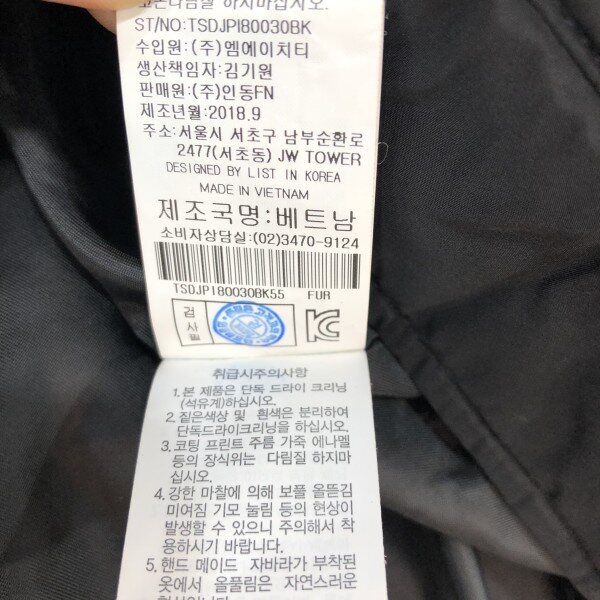 고온다림질 하지마십시오.
ST/NO:TSDJPI80030BK
수입원:(주)엠에이치티
생산책임자:김기원
판매원:(주)인동FN
제조년월:2018.9
주소:서울시 서초구 남부순환로
2477(서초동) JW TOWER
DESIGNED BY LIST IN KOREA
MADE IN VIETNAM
제조국명:베트남
소비자상담실:(02)3470-9124
TSDJPI80030BK55 FUR
검사필
취급시주의사항
1.본 제품은 단독 드라이 크리닝
(석유계)하십시오.
2.짙은색상 및 흰색은 분리하여
단독드라이크리닝을 하십시오.
3.코팅 프린트 주름 가죽 에나멜
등의 장식위는 다림질 하지마
십시오.
4.강한 마찰에 의해 보풀 올뜯김
미여짐 기모 눌림 등의 현상이
발생할 수 있으니 주의해서 착
용하시기 바랍니다.
5.핸드 메이드 자바라가 부착된
옷에서 올풀림은 자연스러운